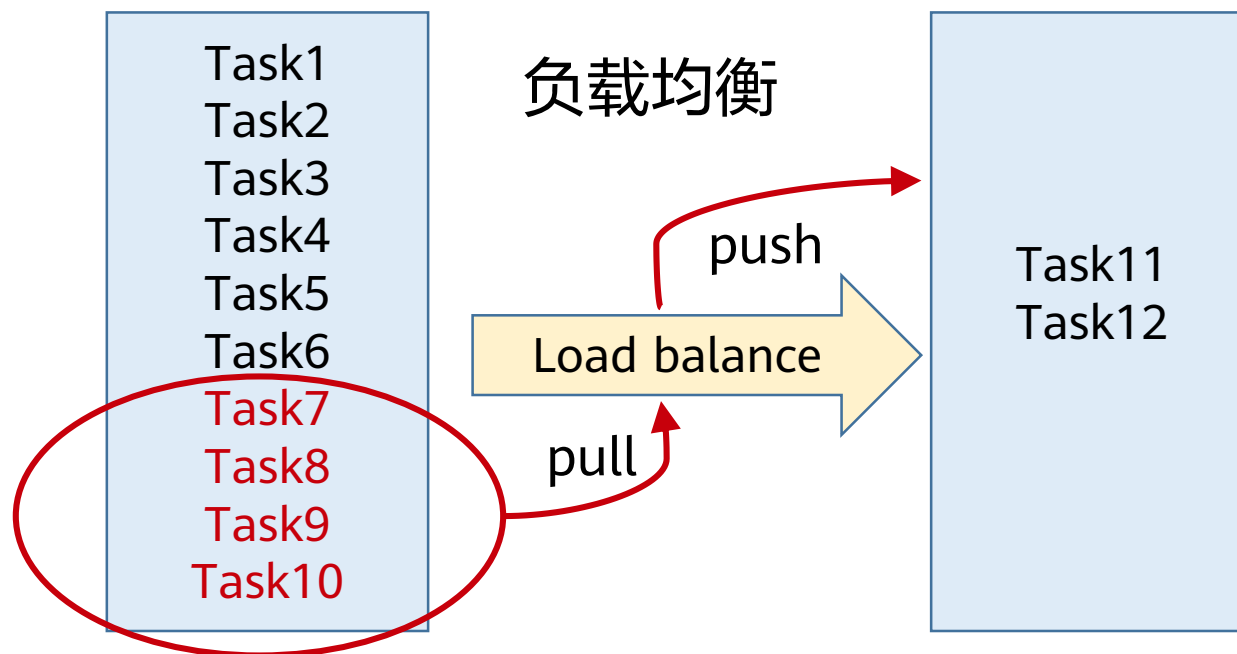 Task1
Task2
Task3
Task4
Task5
Task6
Task7
Task8
Task9
Task10
负载均衡
push
Load balance
pull
Task11
Task12